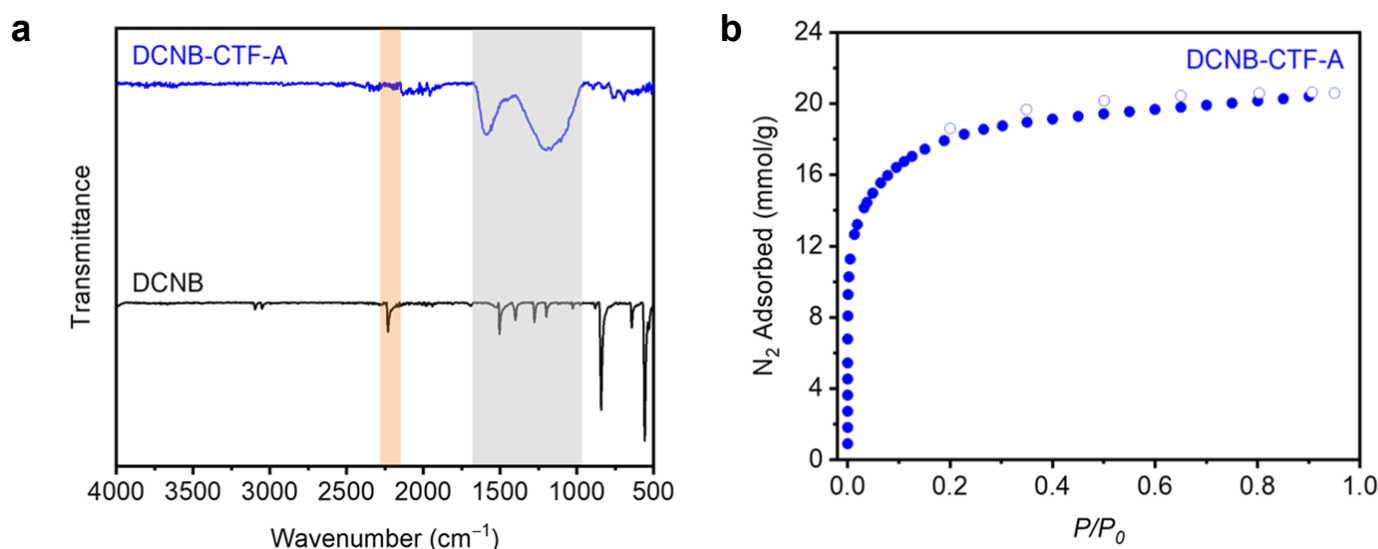 a
DCNB-CTF-A
DCNB
Transmittance
4000 3500 3000 2500 2000 1500 1000 500
Wavenumber (cm⁻¹)
b
DCNB-CTF-A
N₂ Adsorbed (mmol/g)
24
20
16
12
8
4
0
0.0 0.2 0.4 0.6 0.8 1.0
P/P₀